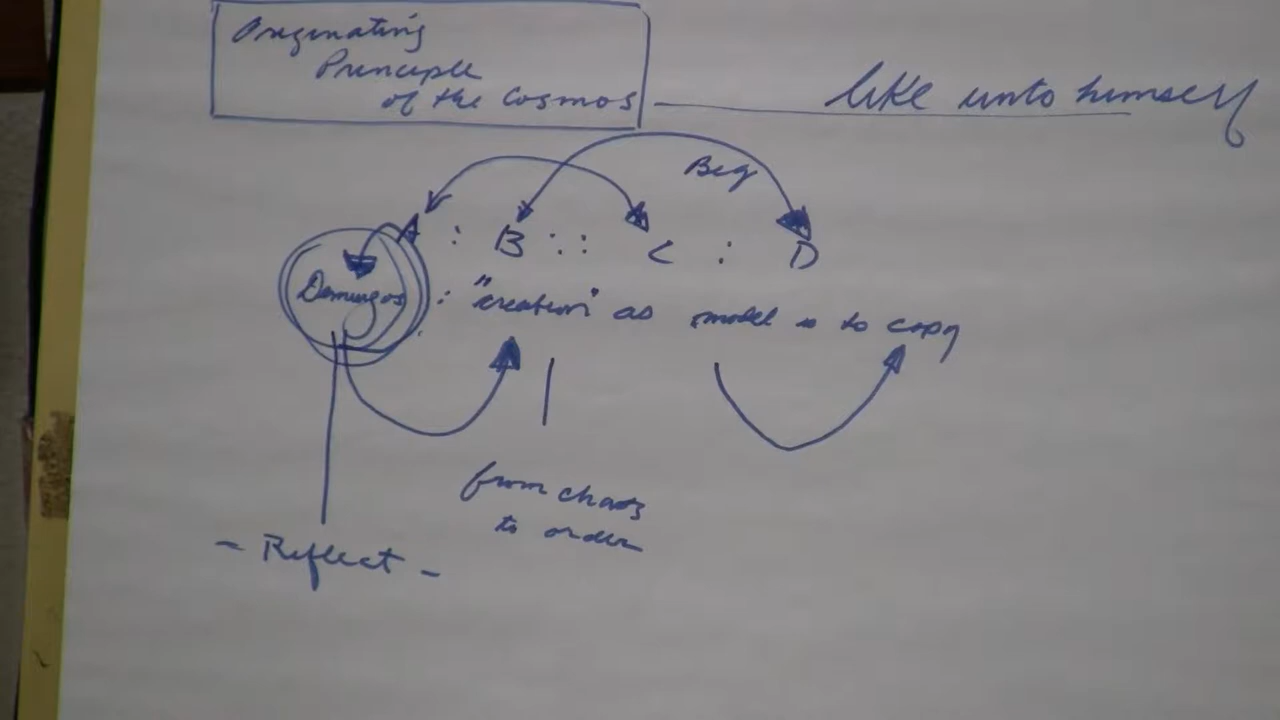 Originating
Principle
of the Cosmos
like unto himself
Beg
A : B :: C : D
Demiurgos : "creation" as model is to copy
from chaos
to order
- Reflect -